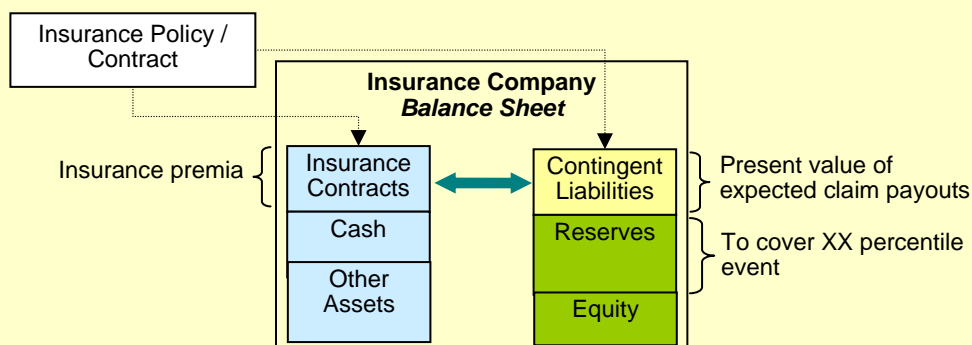 Insurance Policy /
Contract
Insurance Company
Balance Sheet
Insurance premia
Insurance
Contracts
Contingent
Liabilities
Present value of
expected claim payouts
Cash
Reserves
To cover XX percentile
event
Other
Assets
Equity